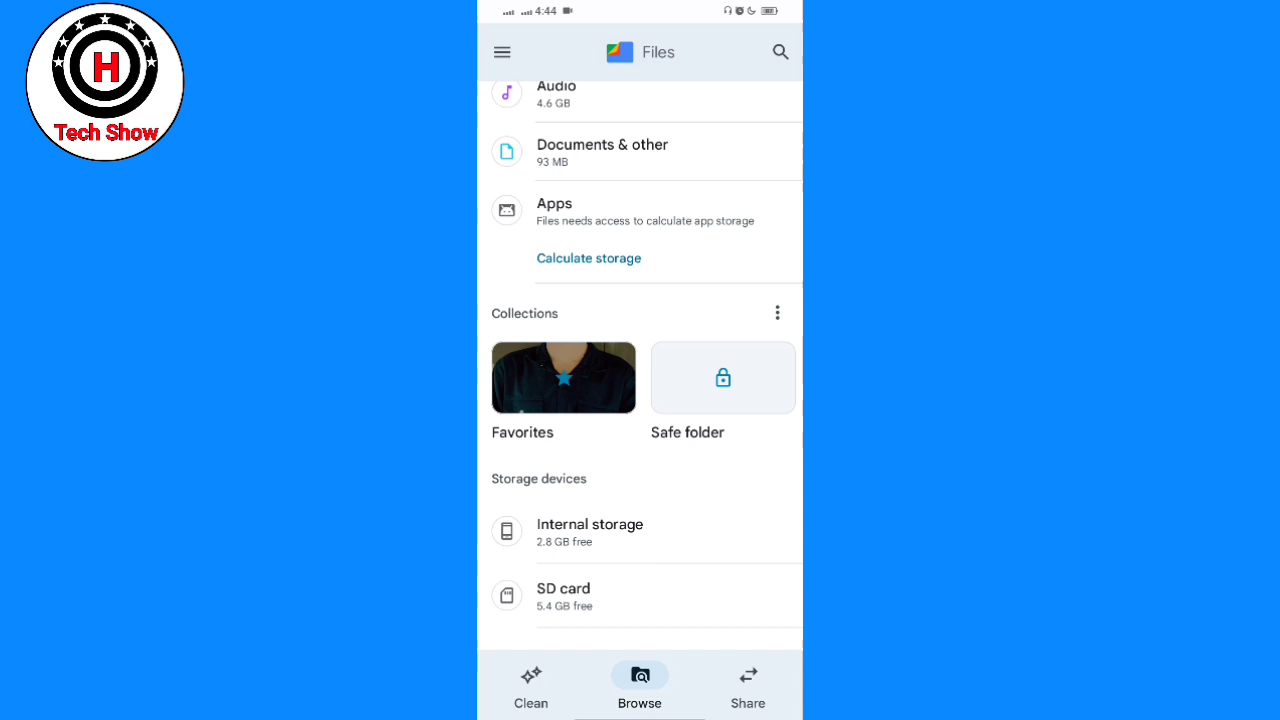 H
Tech Show
4:44
Files
Audio
4.6 GB
Documents & other
93 MB
Apps
Files needs access to calculate app storage
Calculate storage
Collections
Favorites
Safe folder
Storage devices
Internal storage
2.8 GB free
SD card
5.4 GB free
Clean
Browse
Share